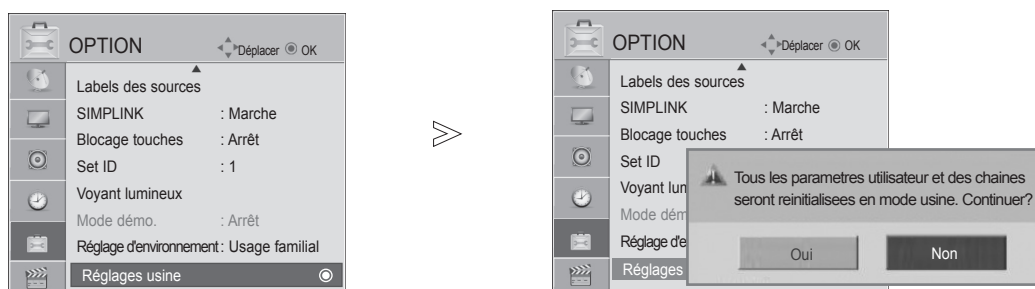 OPTION
Déplacer OK
Labels des sources
SIMPLINK : Marche
Blocage touches : Arrêt
Set ID : 1
Voyant lumineux
Mode démo. : Arrêt
Réglage d'environnement : Usage familial
Réglages usine
OPTION
Déplacer OK
Labels des sources
SIMPLINK : Marche
Blocage touches : Arrêt
Set ID
Voyant lum
Mode dém
Réglage d'e
Réglages
Tous les parametres utilisateur et des chaines
seront reinitialisees en mode usine. Continuer?
Oui Non